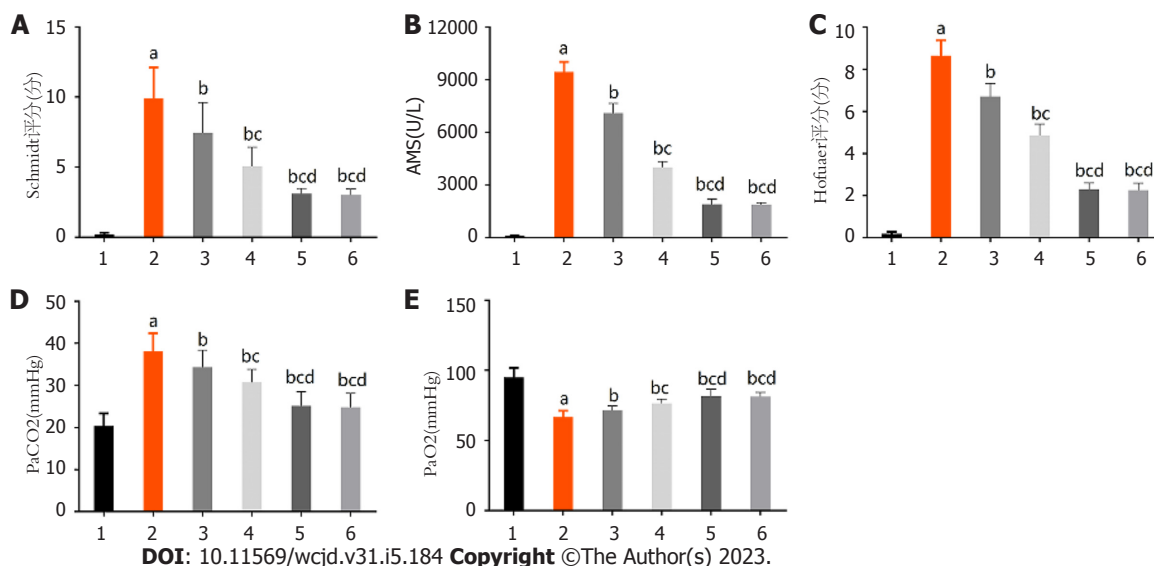 A
Schmidt评分(分)
15
10
5
0
a
b
bc
bcd
bcd
1 2 3 4 5 6
B
AMS(U/L)
12000
9000
6000
3000
0
a
b
bc
bcd
bcd
1 2 3 4 5 6
C
Hofuaer评分(分)
10
8
6
4
2
0
a
b
bc
bcd
bcd
1 2 3 4 5 6
D
PaCO2(mmHg)
50
40
30
20
10
0
a
b
bc
bcd
bcd
1 2 3 4 5 6
E
PaO2(mmHg)
150
100
50
0
a
b
bc
bcd
bcd
1 2 3 4 5 6
DOI: 10.11569/wcjd.v31.i5.184 Copyright ©The Author(s) 2023.